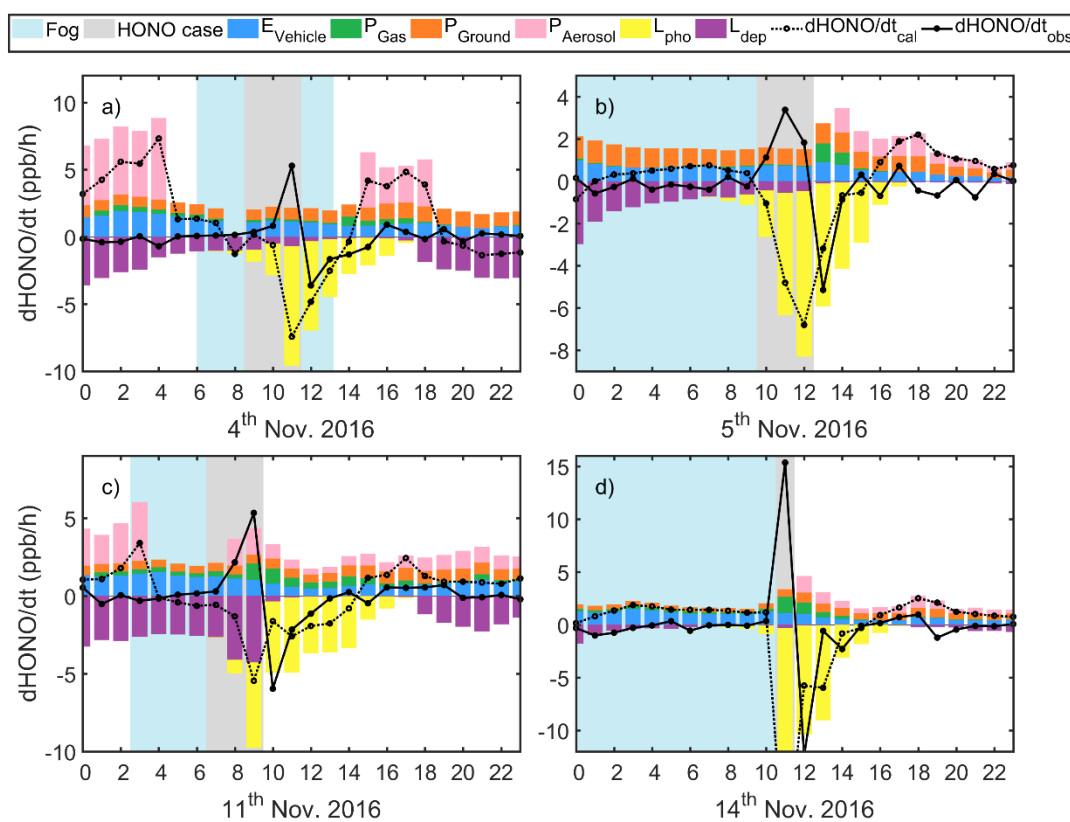 Fog HONO case E_Vehicle P_Gas P_Ground P_Aerosol L_pho L_dep dHONO/dt_cal dHONO/dt_obs
a)
dHONO/dt (ppb/h)
10
5
0
-5
-10
0 2 4 6 8 10 12 14 16 18 20 22
4th Nov. 2016
b)
4
2
0
-2
-4
-6
-8
0 2 4 6 8 10 12 14 16 18 20 22
5th Nov. 2016
c)
dHONO/dt (ppb/h)
5
0
-5
-10
0 2 4 6 8 10 12 14 16 18 20 22
11th Nov. 2016
d)
15
10
5
0
-5
-10
0 2 4 6 8 10 12 14 16 18 20 22
14th Nov. 2016